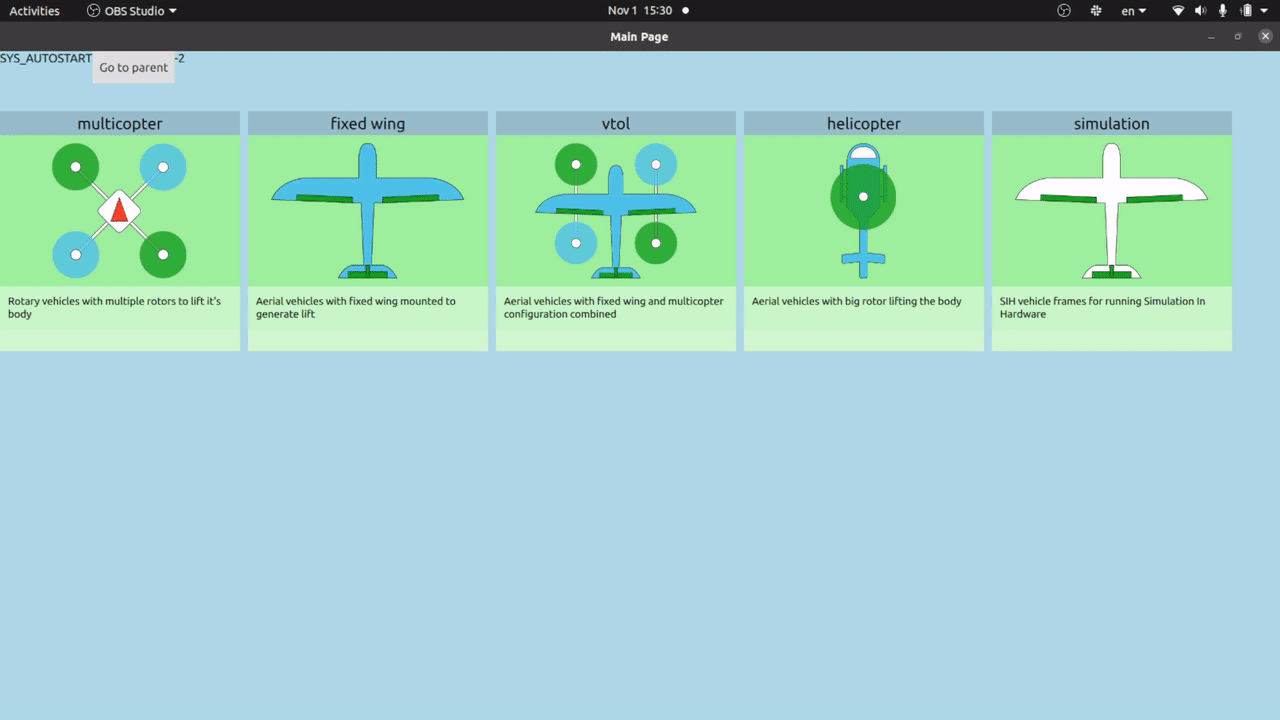 Activities OBS Studio Nov 1 15:30 en
Main Page
SYS_AUTOSTART Go to parent -2
multicopter
Rotary vehicles with multiple rotors to lift it's
body
fixed wing
Aerial vehicles with fixed wing mounted to
generate lift
vtol
Aerial vehicles with fixed wing and multicopter
configuration combined
helicopter
Aerial vehicles with big rotor lifting the body
simulation
SIH vehicle frames for running Simulation In
Hardware